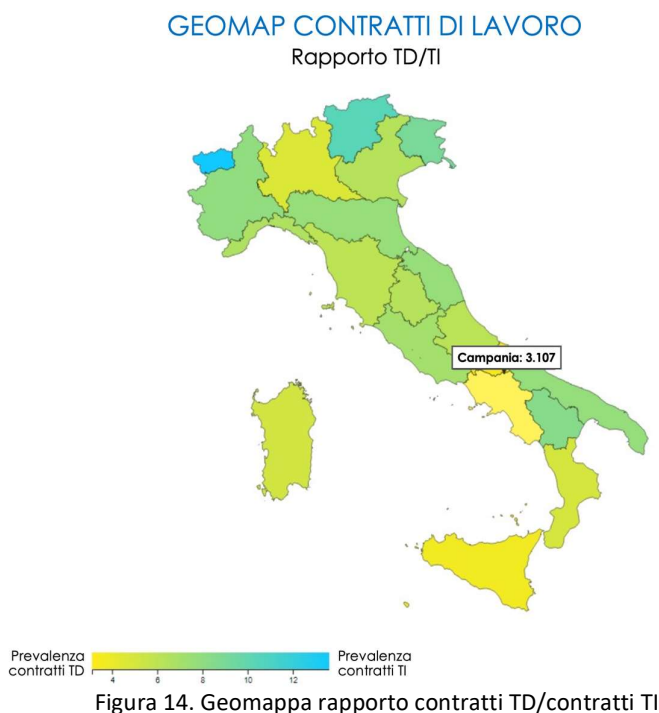 GEOMAP CONTRATTI DI LAVORO
Rapporto TD/TI
Campania: 3.107
Prevalenza
contratti TD
4 6 8 10 12
Prevalenza
contratti TI
Figura 14. Geomappa rapporto contratti TD/contratti TI